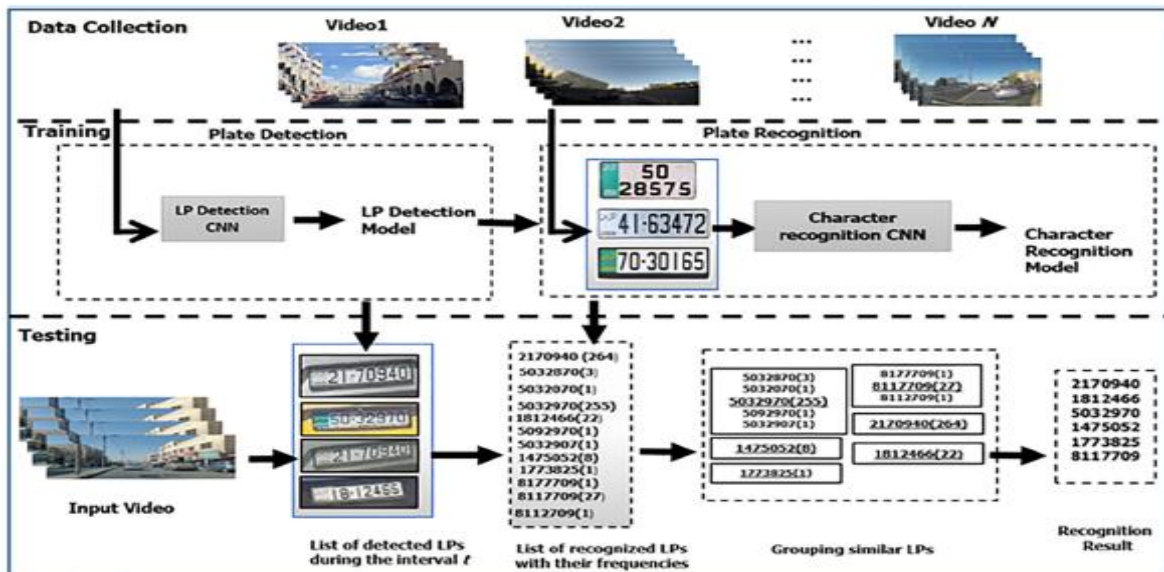 Data Collection
Video1
Video2
Video N
...
...
...
...
Training
Plate Detection
Plate Recognition
LP Detection
CNN
LP Detection
Model
50
28575
41-63472
70-30165
Character
recognition CNN
Character
Recognition
Model
Testing
Input Video
21-70940
50-32970
21-70940
18-12466
List of detected LPs
during the interval t
2170940 (264)
5032870(3)
5032070(1)
5032970(255)
1812466(22)
5092970(1)
5032907(1)
1475052(8)
1773825(1)
8177709(1)
8117709(27)
8112709(1)
List of recognized LPs
with their frequencies
5032870(3)
5032070(1)
5032970(255)
5092970(1)
5032907(1)
1475052(8)
1773825(1)
8177709(1)
8117709(27)
8112709(1)
2170940(264)
1812466(22)
Grouping similar LPs
2170940
1812466
5032970
1475052
1773825
8117709
Recognition
Result